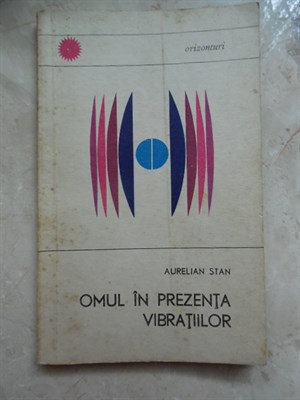 orizonturi
AURELIAN STAN
OMUL ÎN PREZENȚA
VIBRAȚIILOR